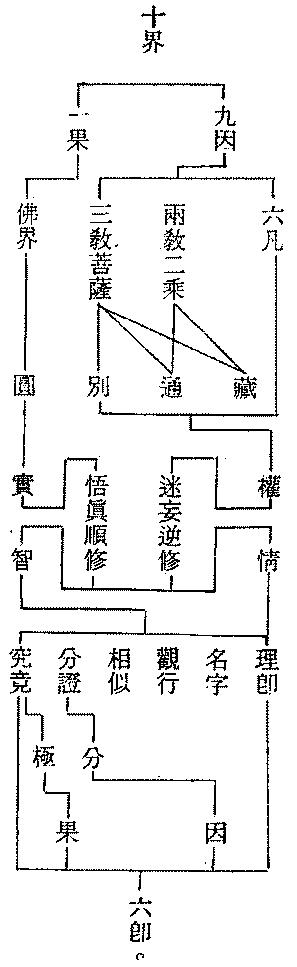 十界
九因
一果
六凡
兩教二乘
三教菩薩
佛界
藏
通
別
圓
權
迷妄逆修
悟眞順修
實
情
智
理卽
名字
觀行
相似
分證
究竟
分
極
因
果
六卽。